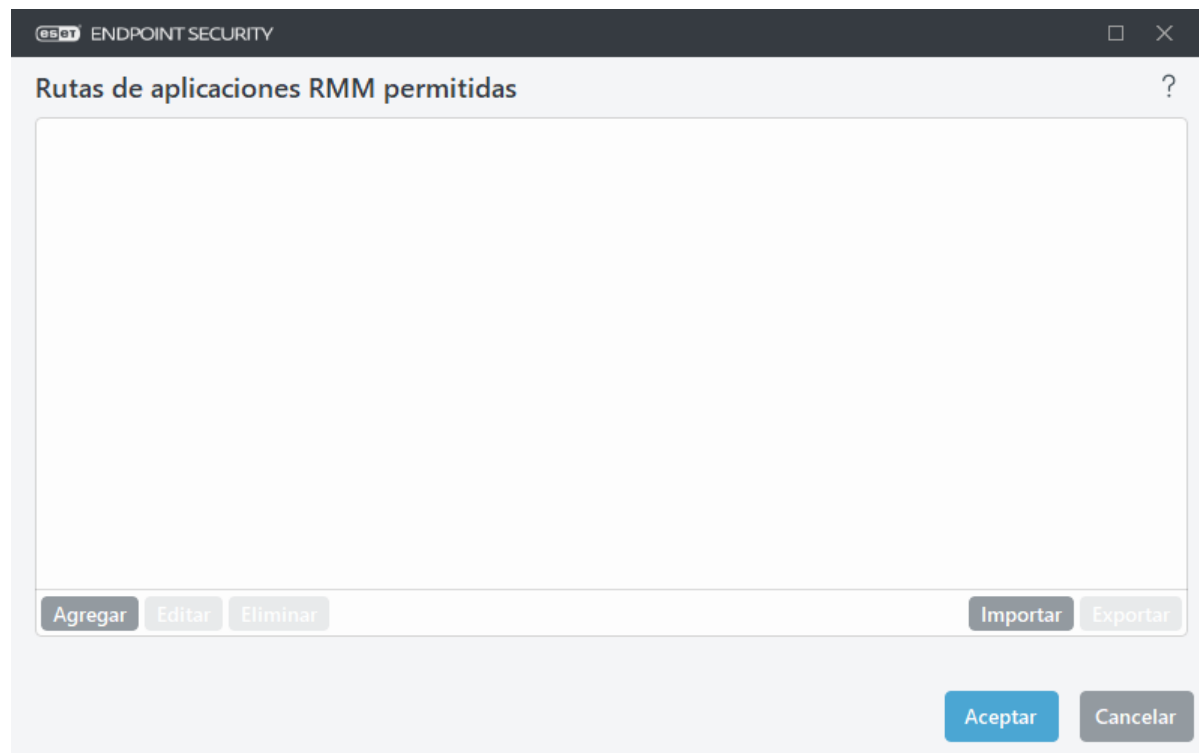 eset ENDPOINT SECURITY
Rutas de aplicaciones RMM permitidas ?
Agregar Editar Eliminar Importar Exportar
Aceptar Cancelar